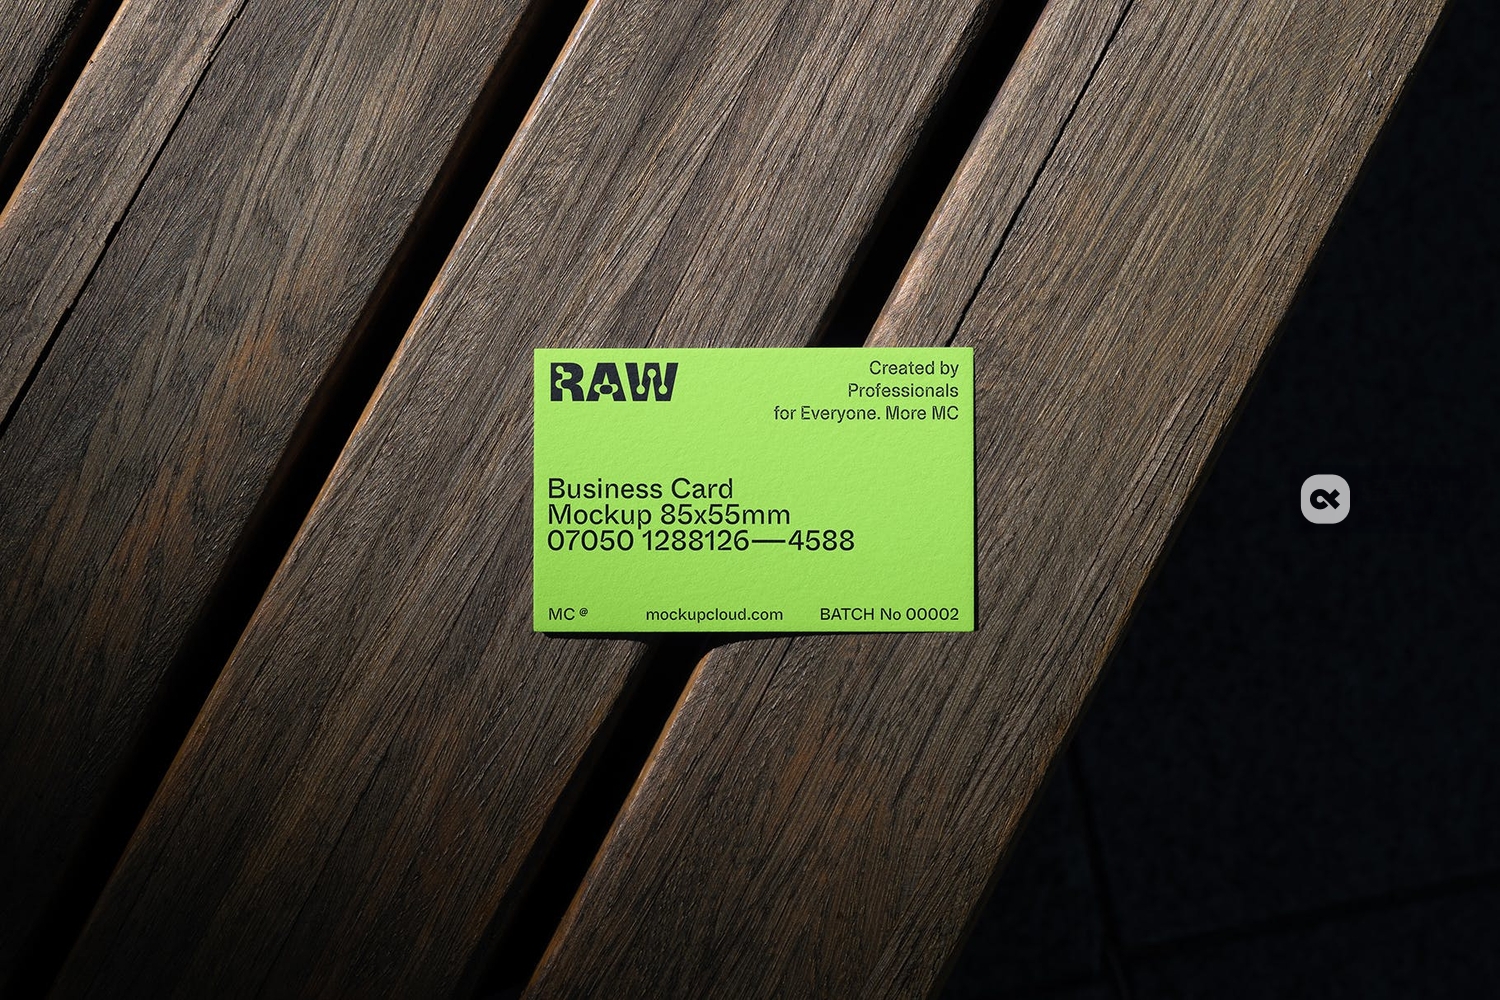 RAW
Created by
Professionals
for Everyone. More MC
Business Card
Mockup 85x55mm
07050 1288126—4588
MC @
mockupcloud.com
BATCH No 00002